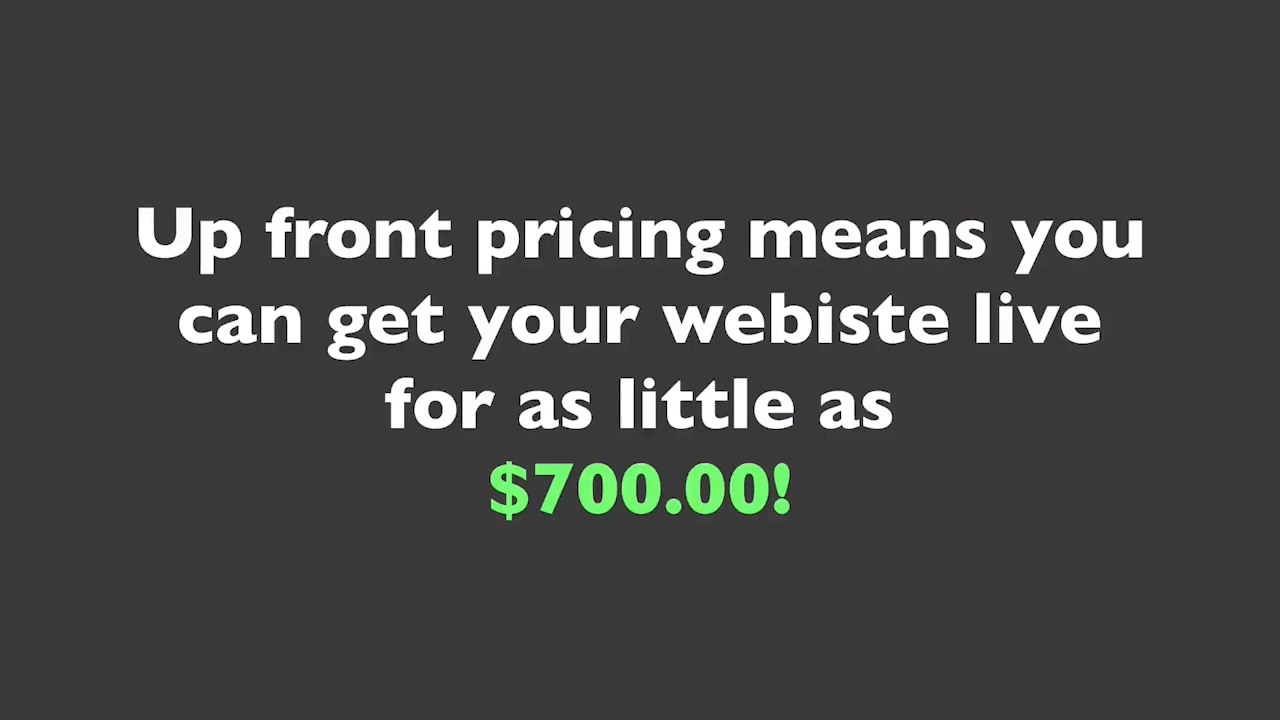 Up front pricing means you
can get your webiste live
for as little as
$700.00!